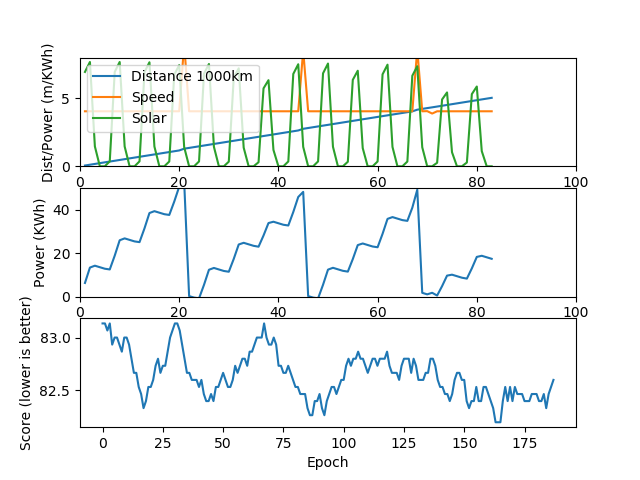 Dist/Power (m/KWh)
5
0
Distance 1000km
Speed
Solar
0 20 40 60 80 100
Power (KWh)
40
20
0
0 20 40 60 80 100
Score (lower is better)
83.0
82.5
0 25 50 75 100 125 150 175
Epoch